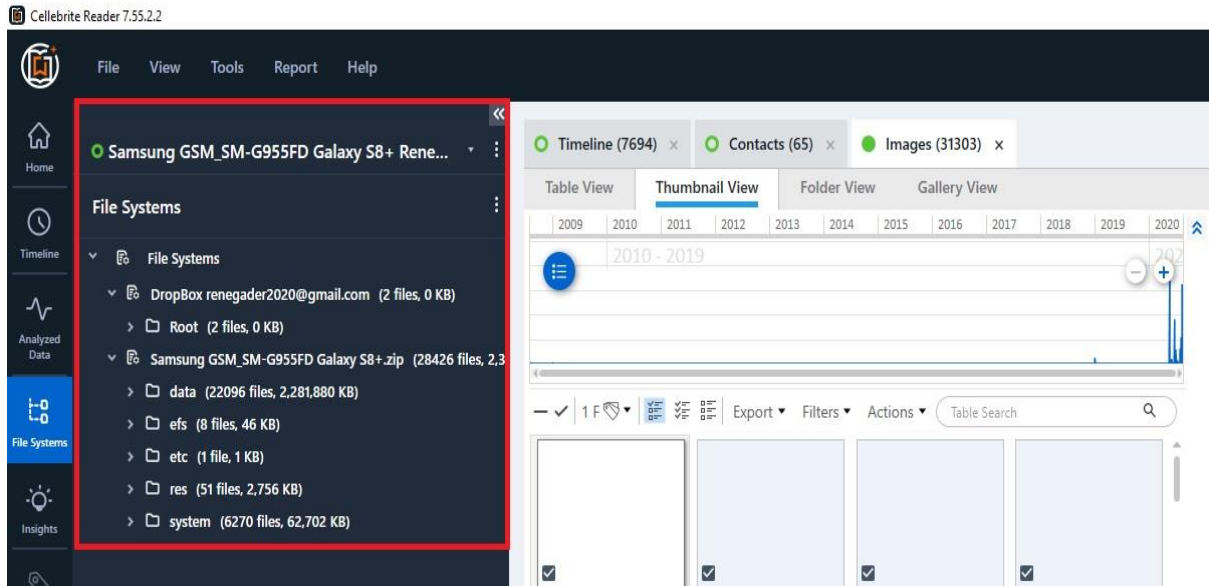 Cellebrite Reader 7.55.2.2
File View Tools Report Help
Home
Timeline
Analyzed
Data
File Systems
Insights
Samsung GSM_SM-G955FD Galaxy S8+ Rene...
File Systems
File Systems
DropBox renegader2020@gmail.com (2 files, 0 KB)
Root (2 files, 0 KB)
Samsung GSM_SM-G955FD Galaxy S8+.zip (28426 files, 2,3
data (22096 files, 2,281,880 KB)
efs (8 files, 46 KB)
etc (1 file, 1 KB)
res (51 files, 2,756 KB)
system (6270 files, 62,702 KB)
Timeline (7694) × Contacts (65) × Images (31303) ×
Table View Thumbnail View Folder View Gallery View
2009 2010 2011 2012 2013 2014 2015 2016 2017 2018 2019 2020
2010 - 2019 202
1 F Export Filters Actions Table Search